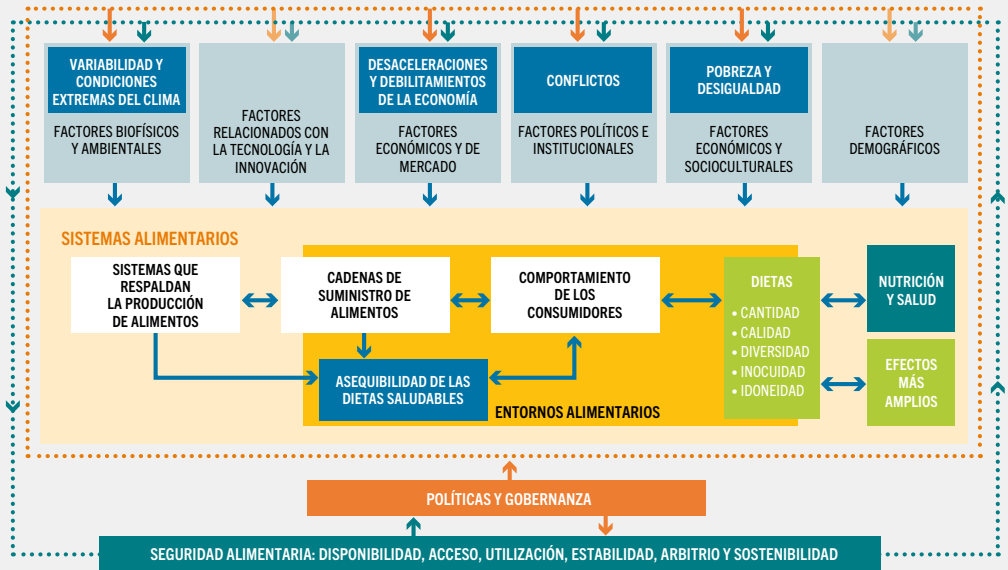 VARIABILIDAD Y
CONDICIONES
EXTREMAS DEL CLIMA
FACTORES BIOFÍSICOS
Y AMBIENTALES
FACTORES
RELACIONADOS CON
LA TECNOLOGÍA Y LA
INNOVACIÓN
DESACELERACIONES
Y DEBILITAMIENTOS
DE LA ECONOMÍA
FACTORES
ECONÓMICOS Y DE
MERCADO
CONFLICTOS
FACTORES POLÍTICOS E
INSTITUCIONALES
POBREZA Y
DESIGUALDAD
FACTORES
ECONÓMICOS Y
SOCIOCULTURALES
FACTORES
DEMOGRÁFICOS
SISTEMAS ALIMENTARIOS
SISTEMAS QUE
RESPALDAN
LA PRODUCCIÓN
DE ALIMENTOS
CADENAS DE
SUMINISTRO DE
ALIMENTOS
COMPORTAMIENTO
DE LOS
CONSUMIDORES
DIETAS
• CANTIDAD
• CALIDAD
• DIVERSIDAD
• INOCUIDAD
• IDONEIDAD
NUTRICIÓN
Y SALUD
EFECTOS
MÁS
AMPLIOS
ASEQUIBILIDAD DE LAS
DIETAS SALUDABLES
ENTORNOS ALIMENTARIOS
POLÍTICAS Y GOBERNANZA
SEGURIDAD ALIMENTARIA: DISPONIBILIDAD, ACCESO, UTILIZACIÓN, ESTABILIDAD, ARBITRIO Y SOSTENIBILIDAD